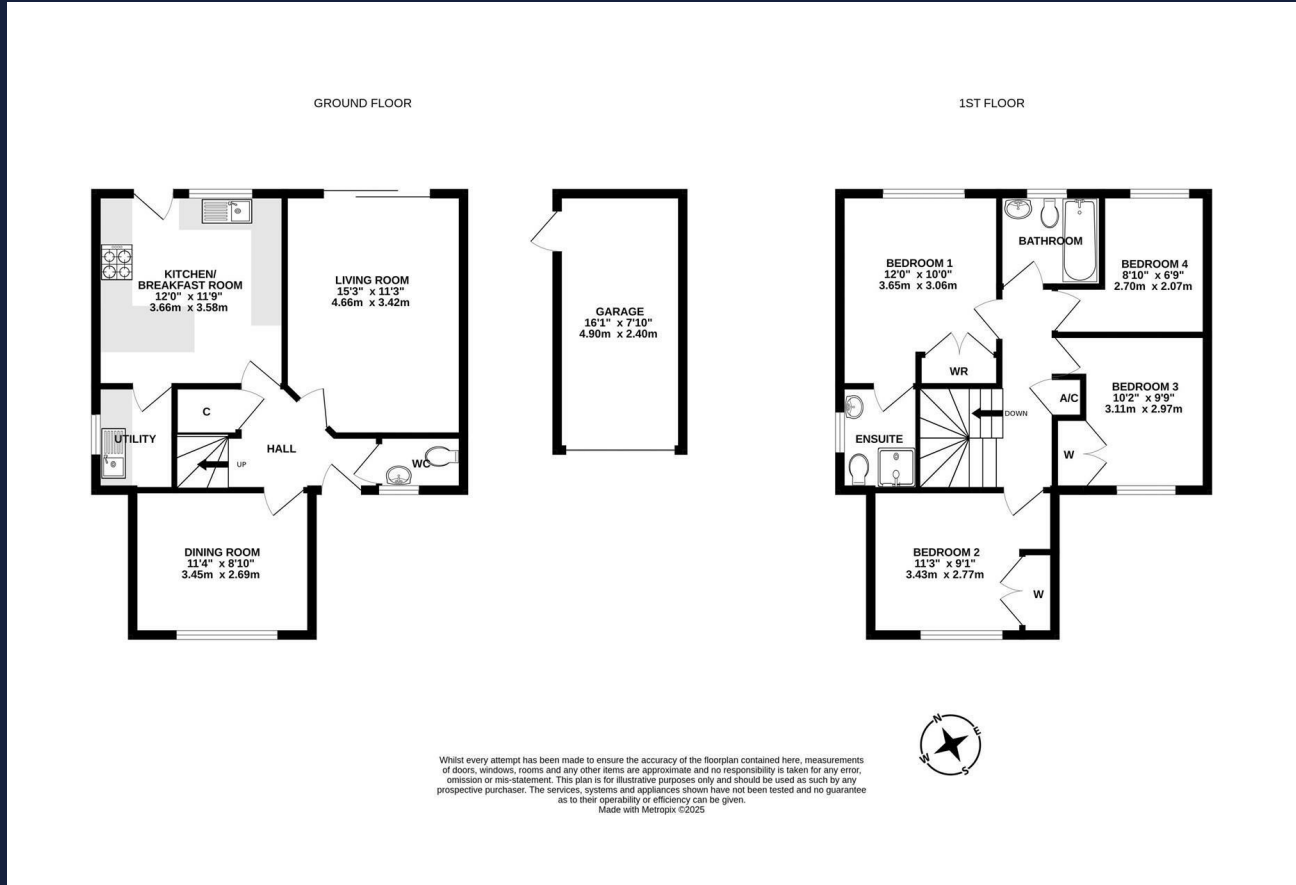 GROUND FLOOR
KITCHEN/
BREAKFAST ROOM
12'0" x 11'9"
3.66m x 3.58m
LIVING ROOM
15'3" x 11'3"
4.66m x 3.42m
UTILITY
C
HALL
UP
WC
DINING ROOM
11'4" x 8'10"
3.45m x 2.69m
GARAGE
16'1" x 7'10"
4.90m x 2.40m
1ST FLOOR
BEDROOM 1
12'0" x 10'0"
3.65m x 3.06m
BATHROOM
BEDROOM 4
8'10" x 6'9"
2.70m x 2.07m
WR
ENSUITE
DOWN
A/C
BEDROOM 3
10'2" x 9'9"
3.11m x 2.97m
W
BEDROOM 2
11'3" x 9'1"
3.43m x 2.77m
W
N
E
W
S
Whilst every attempt has been made to ensure the accuracy of the floorplan contained here, measurements
of doors, windows, rooms and any other items are approximate and no responsibility is taken for any error,
omission or mis-statement. This plan is for illustrative purposes only and should be used as such by any
prospective purchaser. The services, systems and appliances shown have not been tested and no guarantee
as to their operability or efficiency can be given.
Made with Metropix ©2025